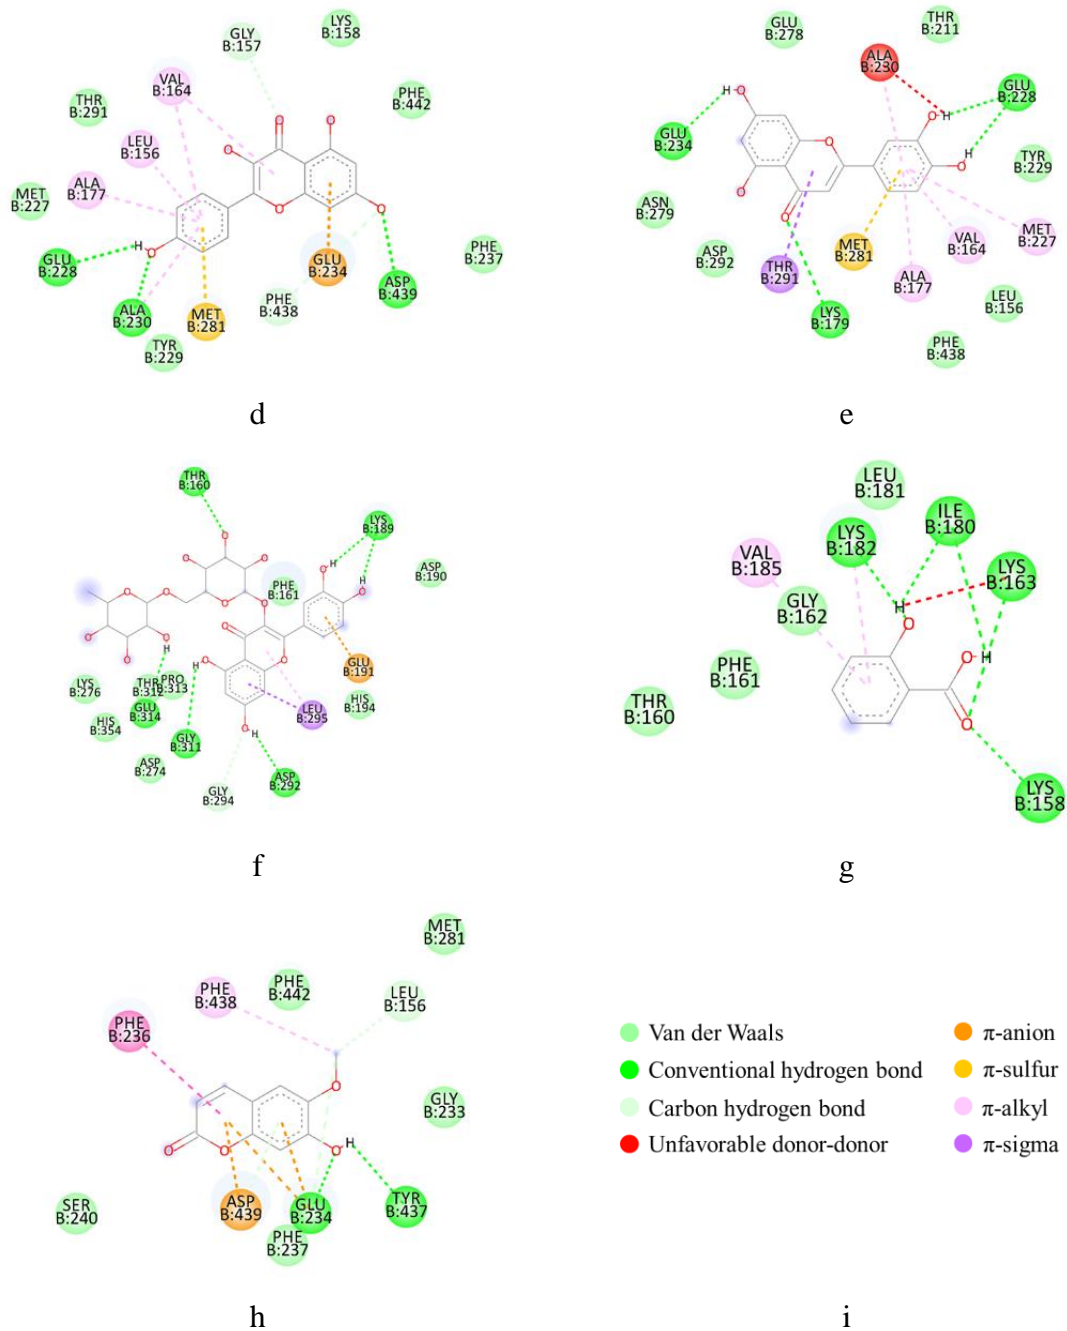 LYS
B:158
GLY
B:157
VAL
B:164
PHE
B:442
THR
B:291
LEU
B:156
ALA
B:177
MET
B:227
GLU
B:228
ALA
B:230
TYR
B:229
MET
B:281
PHE
B:438
GLU
B:234
ASP
B:439
PHE
B:237
O
O
OH
O
O
H
O
d
GLU
B:278
THR
B:211
ALA
B:230
GLU
B:228
GLU
B:234
TYR
B:229
ASN
B:279
ASP
B:292
THR
B:291
MET
B:281
ALA
B:177
VAL
B:164
MET
B:227
LEU
B:156
LYS
B:179
PHE
B:438
H
O
O
O
O
O
H
H
O
e
THR
B:160
LYS
B:189
ASP
B:190
PHE
B:161
GLU
B:191
HIS
B:194
LEU
B:295
LYS
B:276
THR
B:312
PRO
B:313
GLU
B:314
HIS
B:354
GLY
B:311
ASP
B:274
GLY
B:294
ASP
B:292
f
LEU
B:181
ILE
B:180
LYS
B:182
VAL
B:185
LYS
B:163
GLY
B:162
PHE
B:161
THR
B:160
LYS
B:158
H
O
O
H
O
g
MET
B:281
PHE
B:442
PHE
B:438
LEU
B:156
PHE
B:236
GLY
B:233
SER
B:240
ASP
B:439
GLU
B:234
TYR
B:437
PHE
B:237
O
O
O
O
H
h
Van der Waals
Conventional hydrogen bond
Carbon hydrogen bond
Unfavorable donor-donor
π-anion
π-sulfur
π-alkyl
π-sigma
i